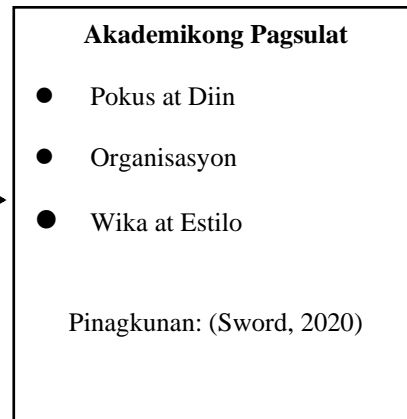 Akademikong Pagsulat
● Pokus at Diin
● Organisasyon
● Wika at Estilo
Pinagkunan: (Sword, 2020)